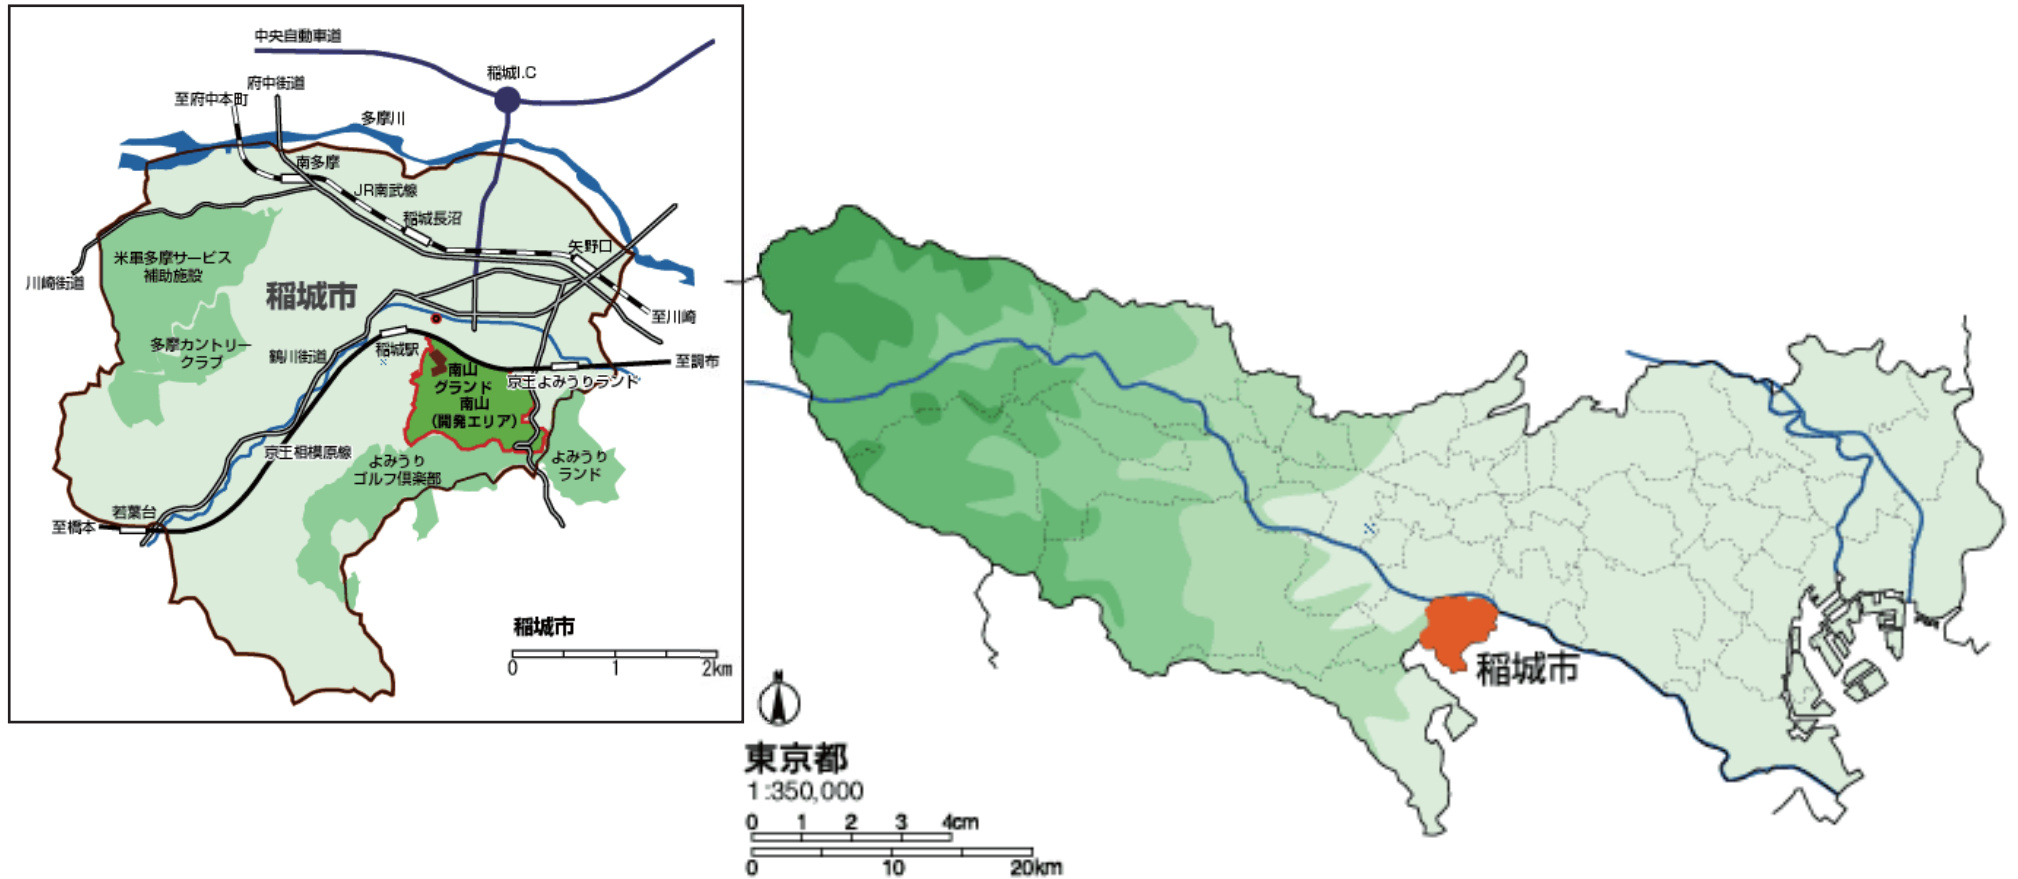 中央自動車道
稲城I.C
府中街道
至府中本町
多摩川
南多摩
JR南武線
稲城長沼
矢野口
米軍多摩サービス
補助施設
川崎街道
稲城市
至川崎
多摩カントリー
クラブ
鶴川街道
稲城駅
至調布
南山
グランド
京王よみうりランド
南山
(開発エリア)
京王相模原線
よみうり
ゴルフ倶楽部
よみうり
ランド
若葉台
至橋本
稲城市
0 1 2km
稲城市
N
東京都
1:350,000
0 1 2 3 4cm
0 10 20km